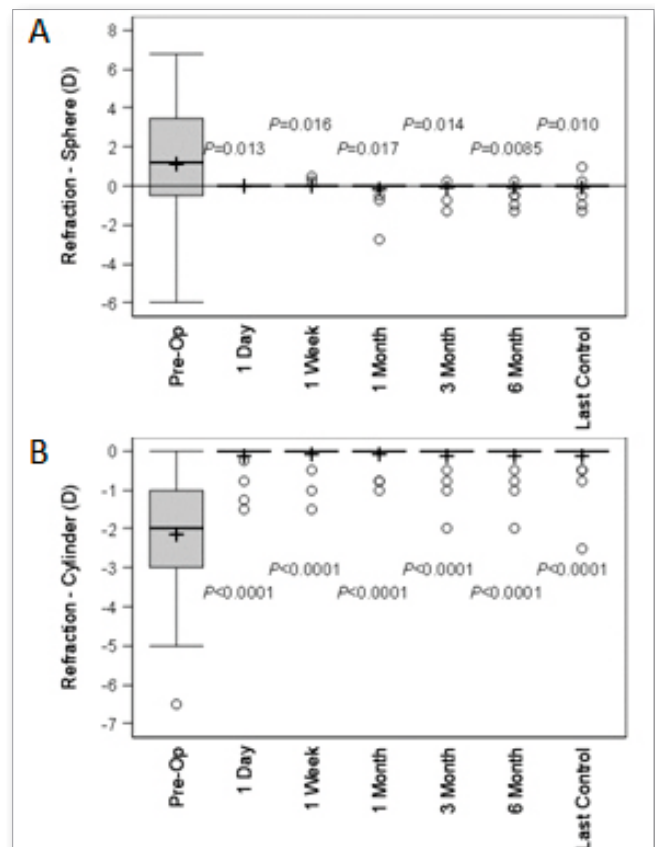 A
Refraction - Sphere (D)
8
6
4
2
0
-2
-4
-6
P=0.013
P=0.016
P=0.017
P=0.014
P=0.0085
P=0.010
Pre-Op
1 Day
1 Week
1 Month
3 Month
6 Month
Last Control
B
Refraction - Cylinder (D)
0
-1
-2
-3
-4
-5
-6
-7
P<0.0001
P<0.0001
P<0.0001
P<0.0001
P<0.0001
P<0.0001
Pre-Op
1 Day
1 Week
1 Month
3 Month
6 Month
Last Control